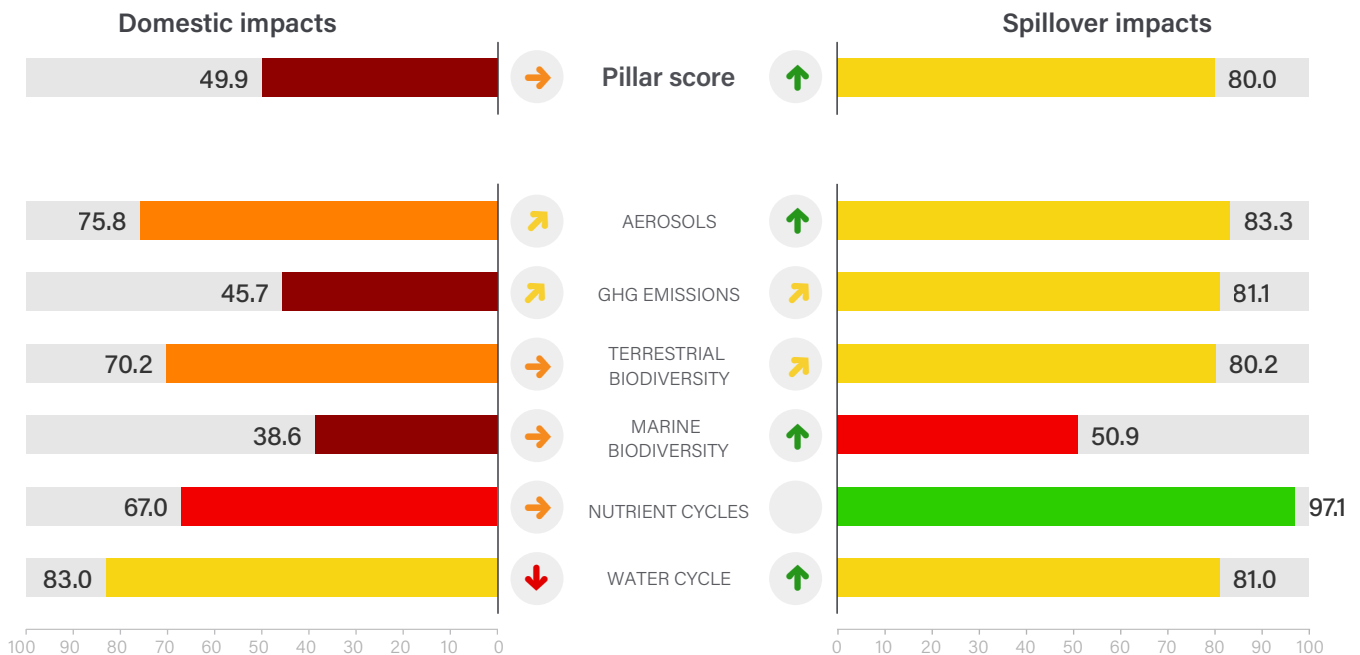 Domestic impacts
Spillover impacts
49.9
Pillar score
80.0
75.8
AEROSOLS
83.3
45.7
GHG EMISSIONS
81.1
70.2
TERRESTRIAL
BIODIVERSITY
80.2
38.6
MARINE
BIODIVERSITY
50.9
67.0
NUTRIENT CYCLES
97.1
83.0
WATER CYCLE
81.0
100 90 80 70 60 50 40 30 20 10 0
0 10 20 30 40 50 60 70 80 90 100